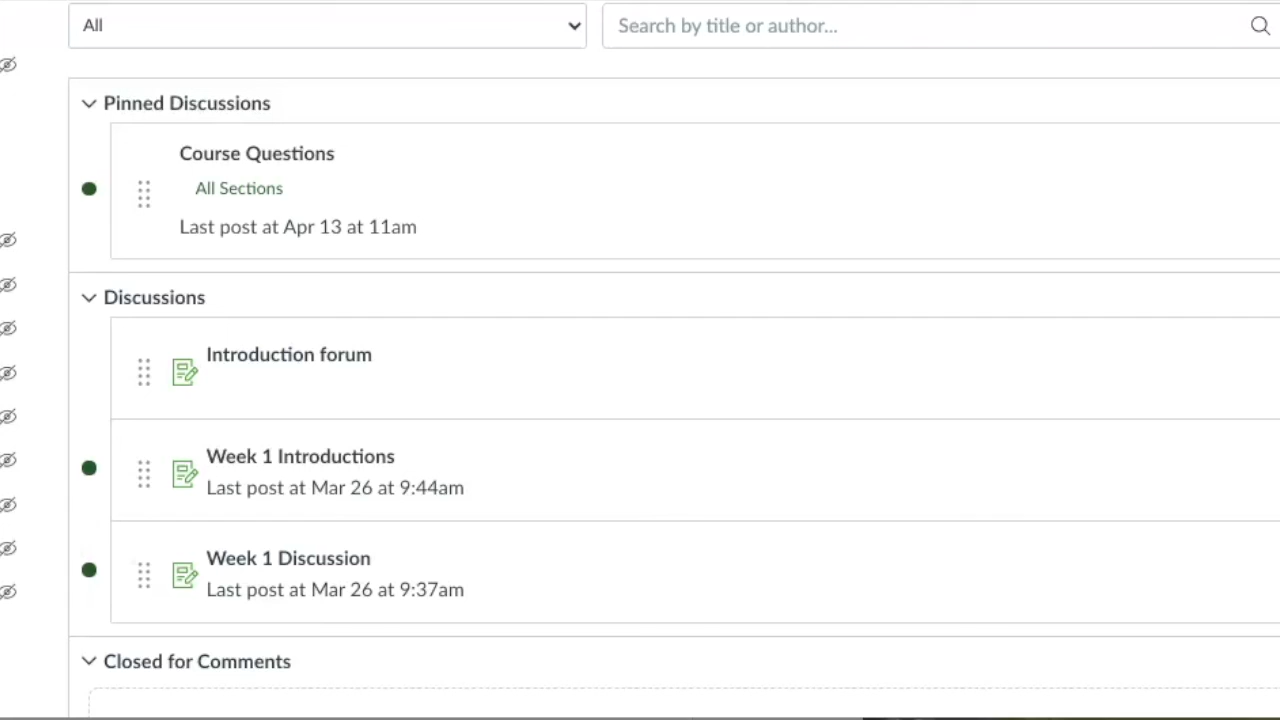 All
Search by title or author...
Pinned Discussions
Course Questions
All Sections
Last post at Apr 13 at 11am
Discussions
Introduction forum
Week 1 Introductions
Last post at Mar 26 at 9:44am
Week 1 Discussion
Last post at Mar 26 at 9:37am
Closed for Comments